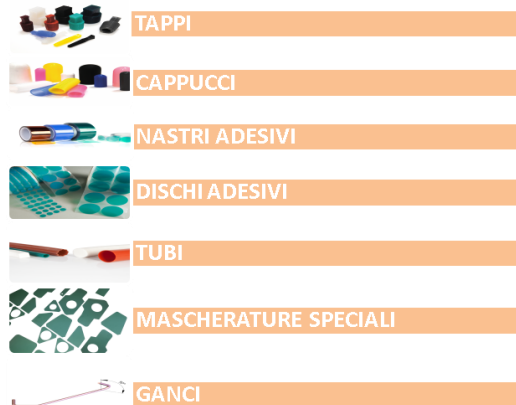 TAPPI
CAPPUCCI
NASTRI ADESIVI
DISCHI ADESIVI
TUBI
MASCHERATURE SPECIALI
GANCI